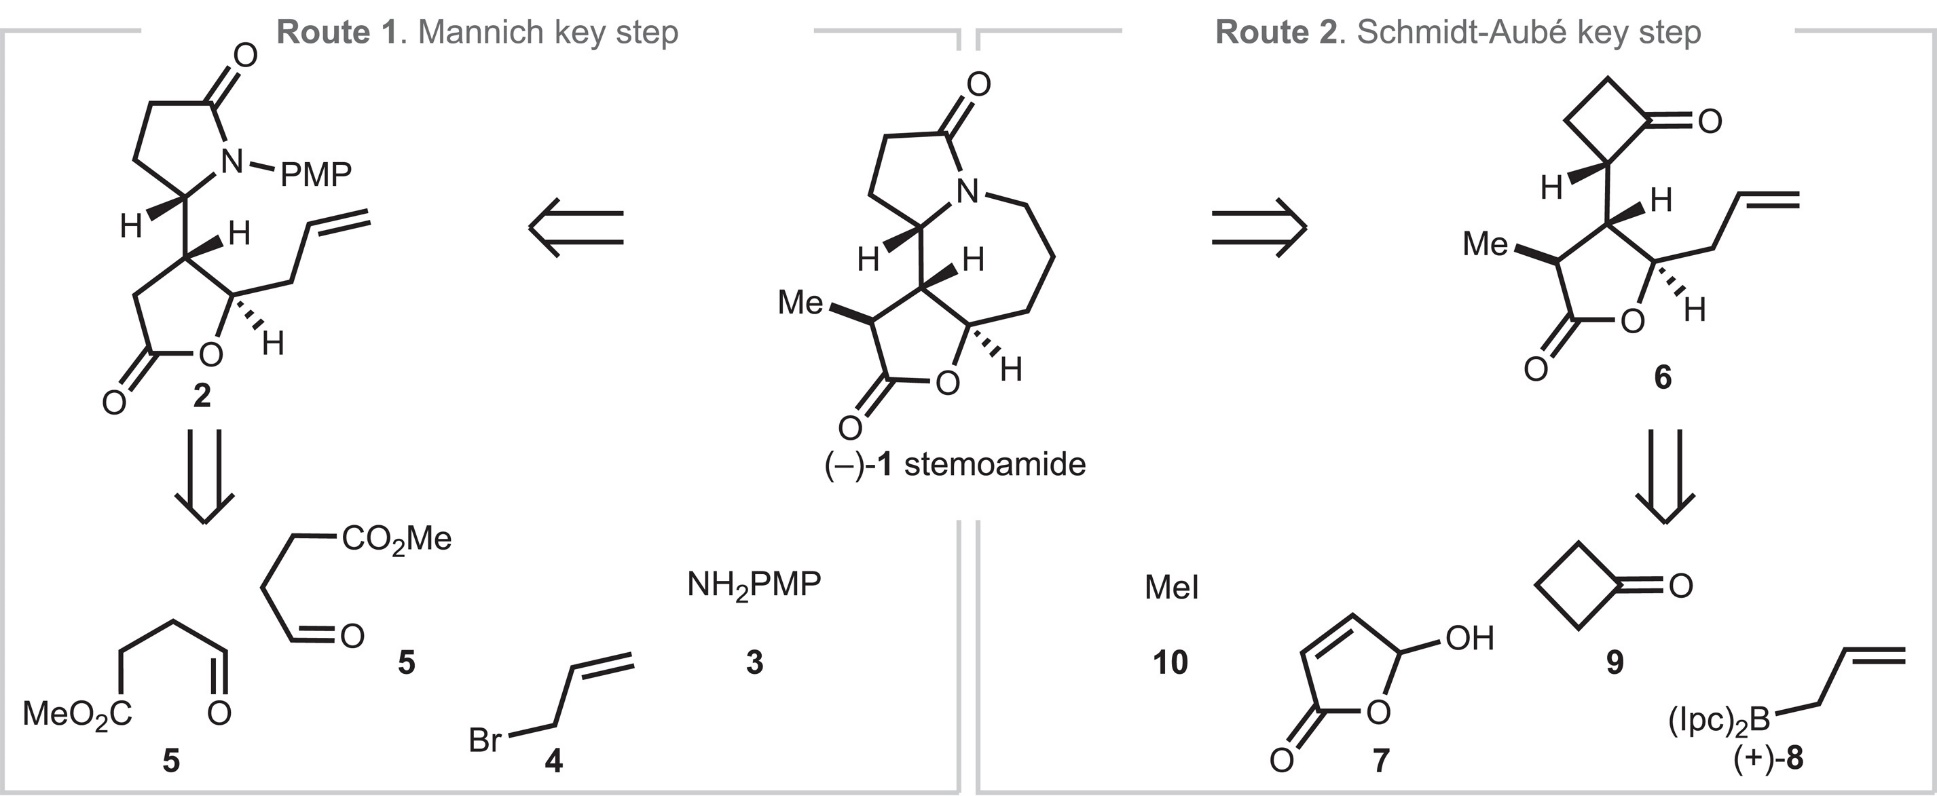 Route 1. Mannich key step
O
N
PMP
H
H
H
O
O
2
CO2Me
O
5
MeO2C
O
5
Br
4
NH2PMP
3
O
N
H
H
Me
O
H
O
(–)-1 stemoamide
Route 2. Schmidt-Aubé key step
O
H
H
Me
O
H
O
6
MeI
10
OH
O
O
7
O
9
(Ipc)2B
(+)-8